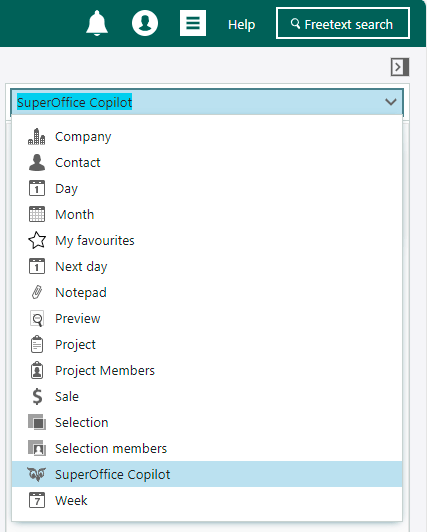 Help
Freetext search
SuperOffice Copilot
Company
Contact
1 Day
Month
My favourites
1 Next day
Notepad
Preview
Project
Project Members
$ Sale
Selection
Selection members
SuperOffice Copilot
7 Week